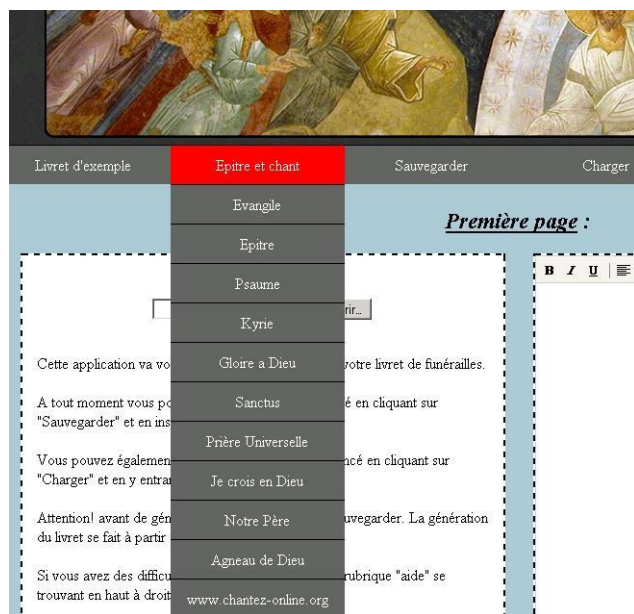 Livret d'exemple
Epitre et chant
Sauvegarder
Charger
Evangile
Epitre
Psaume
Kyrie
Gloire a Dieu
Sanctus
Prière Universelle
Je crois en Dieu
Notre Père
Agneau de Dieu
www.chantez-online.org
Première page :
rir...
Cette application va vo
otre livret de funérailles.
A tout moment vous po
é en cliquant sur
"Sauvegarder" et en ins
Vous pouvez égalemen
ncé en cliquant sur
"Charger" et en y entra
Attention! avant de gén
uvegarder. La génération
du livret se fait à partir
Si vous avez des difficu
rubrique "aide" se
trouvant en haut à droit
B I U